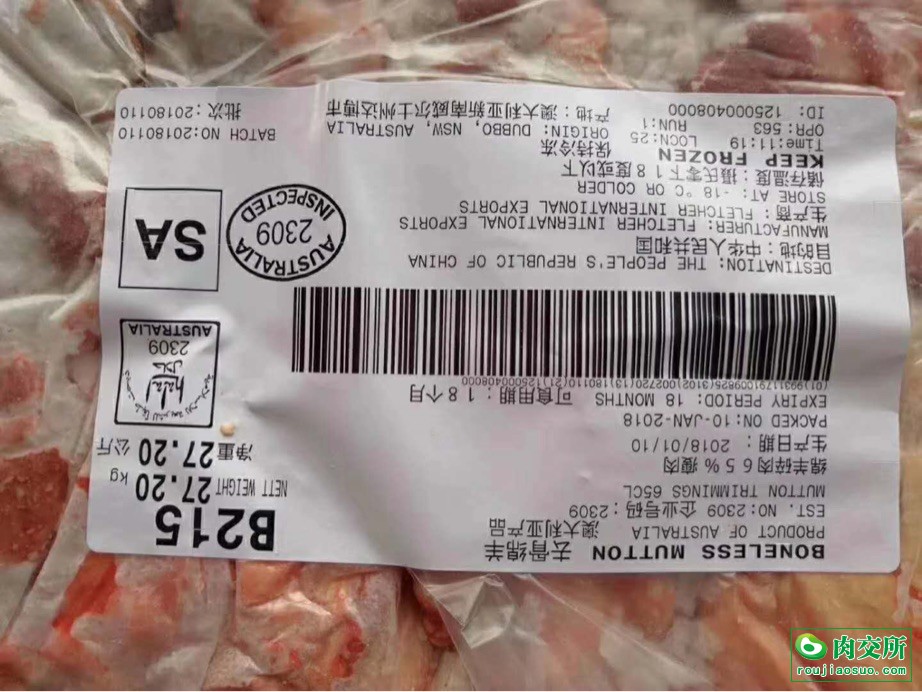 BONELESS MUTTON 去骨绵羊
PRODUCT OF AUSTRALIA 澳大利亚产品
EST. NO:2309 企业号码:2309
MUTTON TRIMMINGS 65CL
绵羊碎肉65%瘦肉
B215
NETT WEIGHT 27.20 kg
净重 27.20 公斤
生产日期: 2018/01/10
PACKED ON: 10-JAN-2018
EXPIRY PERIOD: 18 MONTHS 可食用期:18个月
halal
حلال
2309
AUSTRALIA
DESTINATION: THE PEOPLE'S REPUBLIC OF CHINA
目的地:中华人民共和国
MANUFACTURER: FLETCHER INTERNATIONAL EXPORTS
生产商: FLETCHER INTERNATIONAL EXPORTS
STORE AT: -18 °C OR COLDER
储存温度:摄氏零下18度或以下
KEEP FROZEN 保持冷冻
AUSTRALIA
2309
INSPECTED
SA
Time:11:19 LOCN:25
OPR: 563 RUN:1
ID: 125000408000
ORIGIN: DUBBO, NSW, AUSTRALIA
产地:澳大利亚新南威尔士州达博市
BATCH NO:20180110
批次:20180110
肉交所
roujiaosuo.com